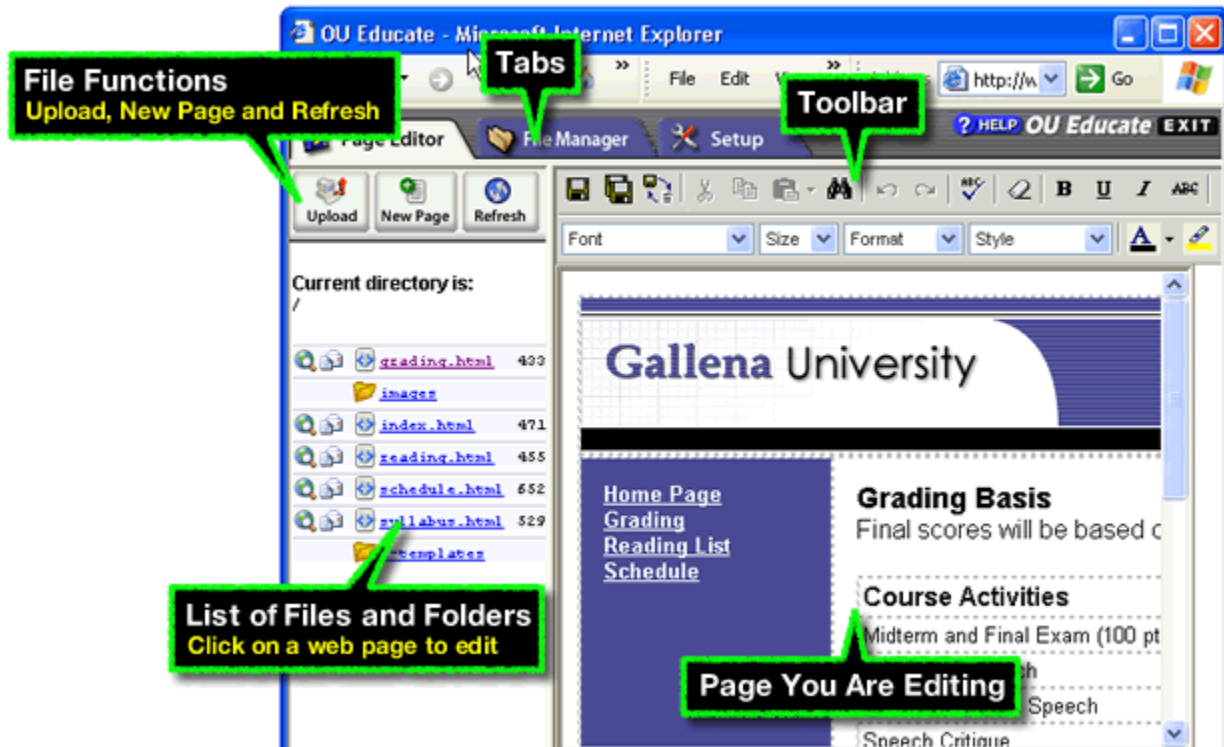 OU Educate - Microsoft Internet Explorer
File Functions
Upload, New Page and Refresh
Tabs
»
File Edit
»
http://w
Go
Toolbar
Page Editor
File Manager
Setup
? HELP OU Educate EXIT
Upload
New Page
Refresh
ABC
B U I ABC
Font
Size
Format
Style
A
Current directory is:
/
grading.html 433
images
index.html 471
reading.html 455
schedule.html 652
syllabus.html 529
templates
List of Files and Folders
Click on a web page to edit
Gallena University
Home Page
Grading
Reading List
Schedule
Grading Basis
Final scores will be based o
Course Activities
Midterm and Final Exam (100 pt
Page You Are Editing
Speech
Speech Critique